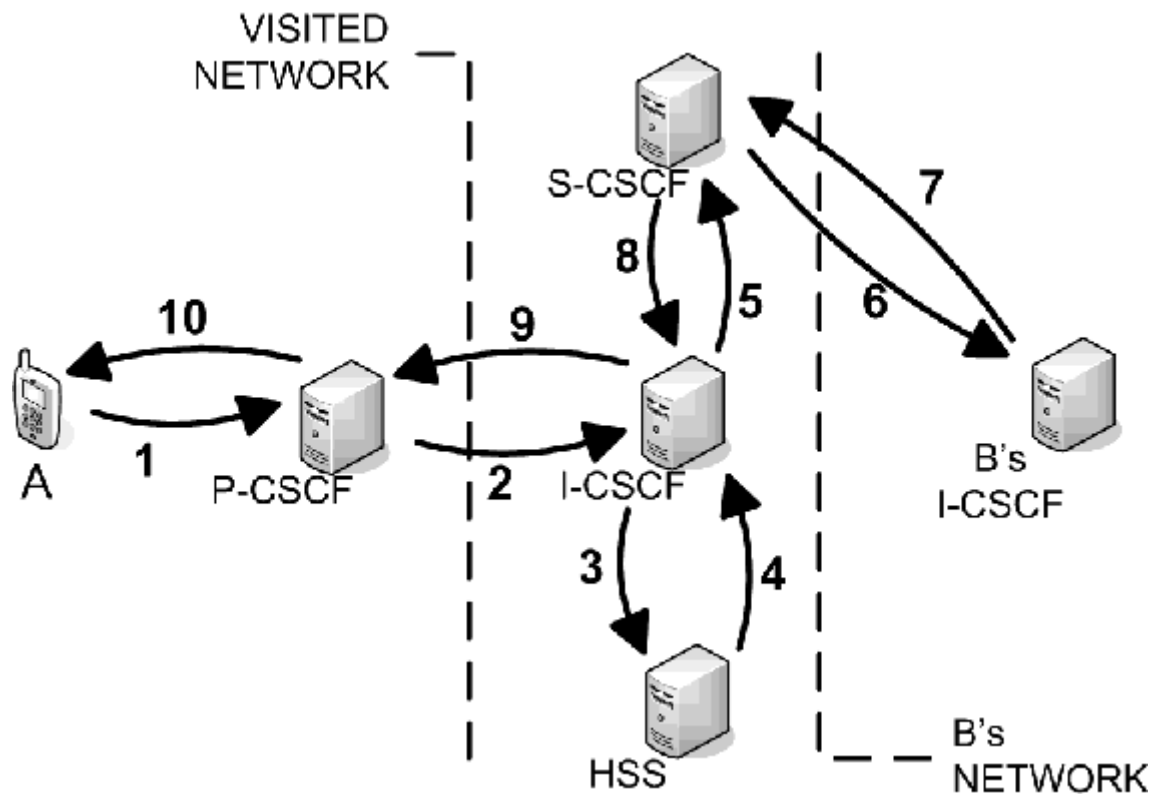 VISITED
NETWORK
S-CSCF
7
8
5
6
10
9
A
1
P-CSCF
2
I-CSCF
B's
I-CSCF
3
4
HSS
B's
NETWORK